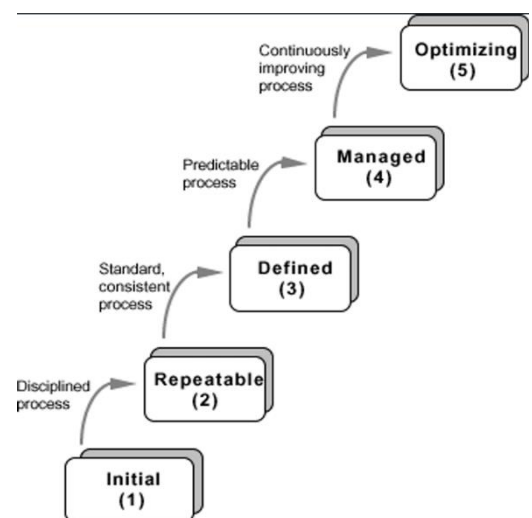 Continuously
improving
process
Optimizing
(5)
Predictable
process
Managed
(4)
Standard,
consistent
process
Defined
(3)
Disciplined
process
Repeatable
(2)
Initial
(1)